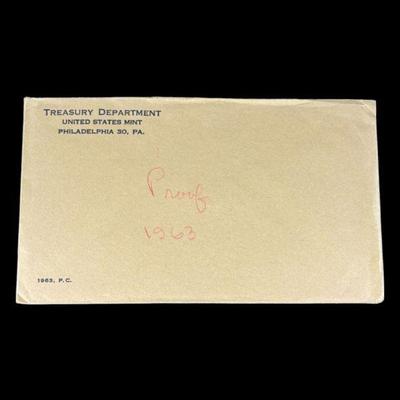 TREASURY DEPARTMENT
UNITED STATES MINT
PHILADELPHIA 30, PA.
Proof
1963
1963, P.C.